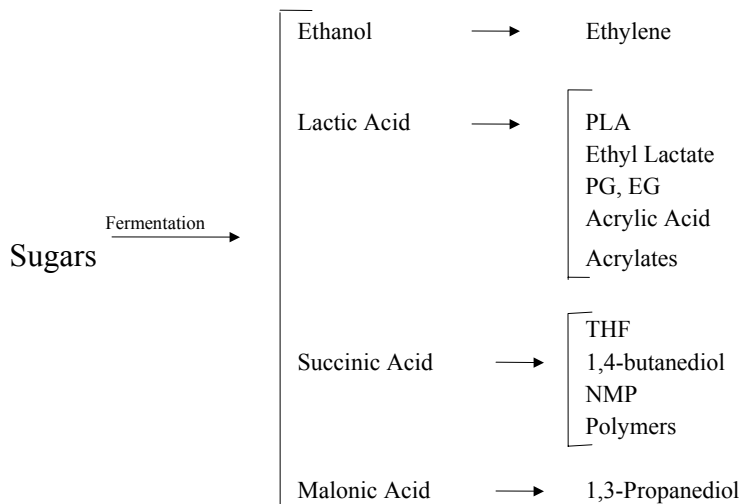 Ethanol Ethylene
Lactic Acid PLA
Ethyl Lactate
PG, EG
Fermentation Acrylic Acid
Sugars Acrylates
THF
Succinic Acid 1,4-butanediol
NMP
Polymers
Malonic Acid 1,3-Propanediol